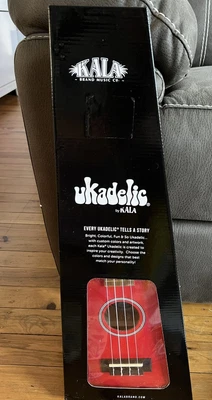 KALA
BRAND MUSIC CO.
ukadelic®
by KALA
EVERY UKADELIC® TELLS A STORY
Bright, Colorful, Fun & So Ukadelic...
with custom colors and artwork,
each Kala® Ukadelic is created to
inspire your creativity. Choose the
colors and designs that best
match your personality!
KALABRAND.COM